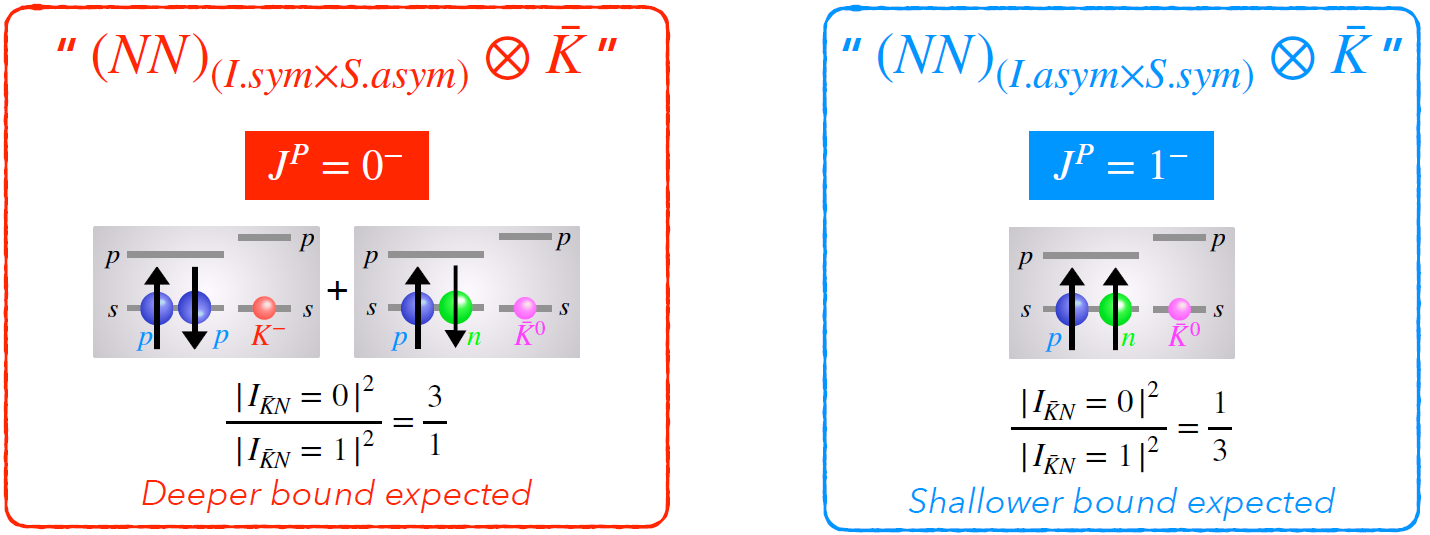 " (NN)(I.sym×S.asym) ⊗ K̄ "
J^P = 0⁻
p p p p
s s s s
p p K⁻ + p n K̄⁰
|I_K̄N = 0|² / |I_K̄N = 1|² = 3/1
Deeper bound expected
" (NN)(I.asym×S.sym) ⊗ K̄ "
J^P = 1⁻
p p
s s
p n K̄⁰
|I_K̄N = 0|² / |I_K̄N = 1|² = 1/3
Shallower bound expected